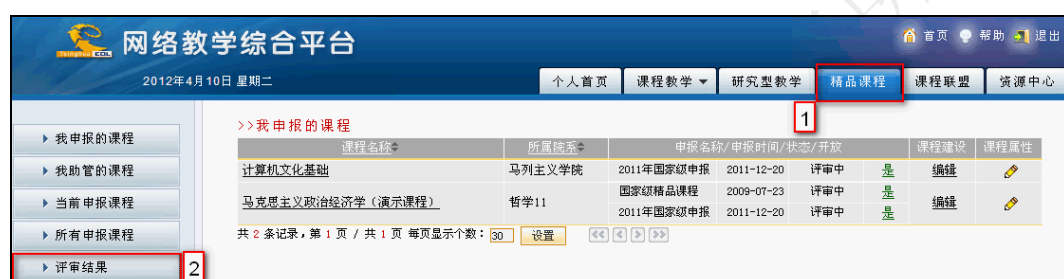 网络教学综合平台
首页 帮助 退出
2012年4月10日 星期二
个人首页 课程教学 研究型教学 精品课程 课程联盟 资源中心
1
我申报的课程
我助管的课程
当前申报课程
所有申报课程
评审结果
2
>>我申报的课程
课程名称 所属院系 申报名称/申报时间/状态/开放 课程建设 课程属性
计算机文化基础 马列主义学院 2011年国家级申报 2011-12-20 评审中 是 编辑
马克思主义政治经济学(演示课程) 哲学11 国家级精品课程 2009-07-23 评审中 是 编辑
2011年国家级申报 2011-12-20 评审中 是
共 2 条记录,第 1 页 / 共 1 页 每页显示个数: 30 设置 << < > >>